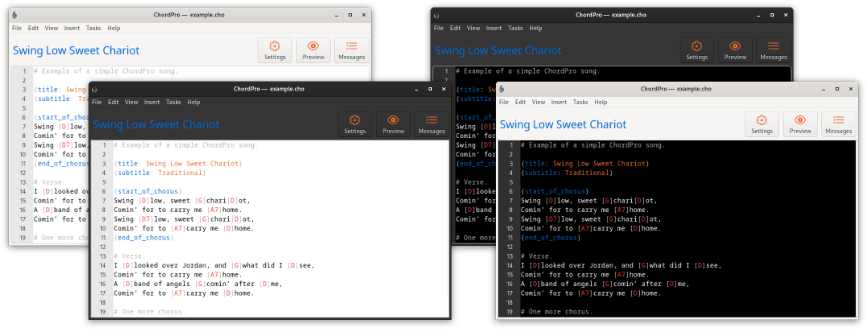 ChordPro — example.cho
File Edit View Insert Tasks Help
Swing Low Sweet Chariot
Settings Preview Messages
1 # Example of a simple ChordPro song.
2
3 {title: Swing
4 {subtitle: Tra
5
6 {start_of_chor
7 Swing [D]low,
8 Comin' for to
9 Swing [D7]low,
10 Comin' for to
11 {end_of_chorus
12
13 # Verse.
14 I [D]looked
15 Comin' for to
16 A [D]band of a
17 Comin' for to
18
19 # One more
ChordPro — example.cho
File Edit View Insert Tasks Help
Swing Low Sweet Chariot
Settings Preview Messages
1 # Example of a simple ChordPro song.
2
3 {title: Swing Low Sweet Chariot}
4 {subtitle: Traditional}
5
6 {start_of_chorus}
7 Swing [D]low, sweet [G]chari[D]ot,
8 Comin' for to carry me [A7]home.
9 Swing [D7]low, sweet [G]chari[D]ot,
10 Comin' for to [A7]carry me [D]home.
11 {end_of_chorus}
12
13 # Verse.
14 I [D]looked over Jordan, and [G]what did I [D]see,
15 Comin' for to carry me [A7]home.
16 A [D]band of angels [G]comin' after [D]me,
17 Comin' for to [A7]carry me [D]home.
18
19 # One more chorus.
ChordPro — example.cho
File Edit View Insert Tasks Help
Swing Low Sweet Chariot
Settings Preview Messages
1 # Example of a simple ChordPro song.
2
3 {title: Sw
4 {subtitle:
5
6 {start_of
7 Swing [D]
8 Comin' for
9 Swing [D7]
10 Comin' for
11 {end_of_ch
12
13 # Verse.
14 I [D]looke
15 Comin' for
16 A [D]band
17 Comin' for
18
19 # One more
ChordPro — example.cho
File Edit View Insert Tasks Help
Swing Low Sweet Chariot
Settings Preview Messages
1 # Example of a simple ChordPro song.
2
3 {title: Swing Low Sweet Chariot}
4 {subtitle: Traditional}
5
6 {start_of_chorus}
7 Swing [D]low, sweet [G]chari[D]ot,
8 Comin' for to carry me [A7]home.
9 Swing [D7]low, sweet [G]chari[D]ot,
10 Comin' for to [A7]carry me [D]home.
11 {end_of_chorus}
12
13 # Verse.
14 I [D]looked over Jordan, and [G]what did I [D]see,
15 Comin' for to carry me [A7]home.
16 A [D]band of angels [G]comin' after [D]me,
17 Comin' for to [A7]carry me [D]home.
18
19 # One more chorus.